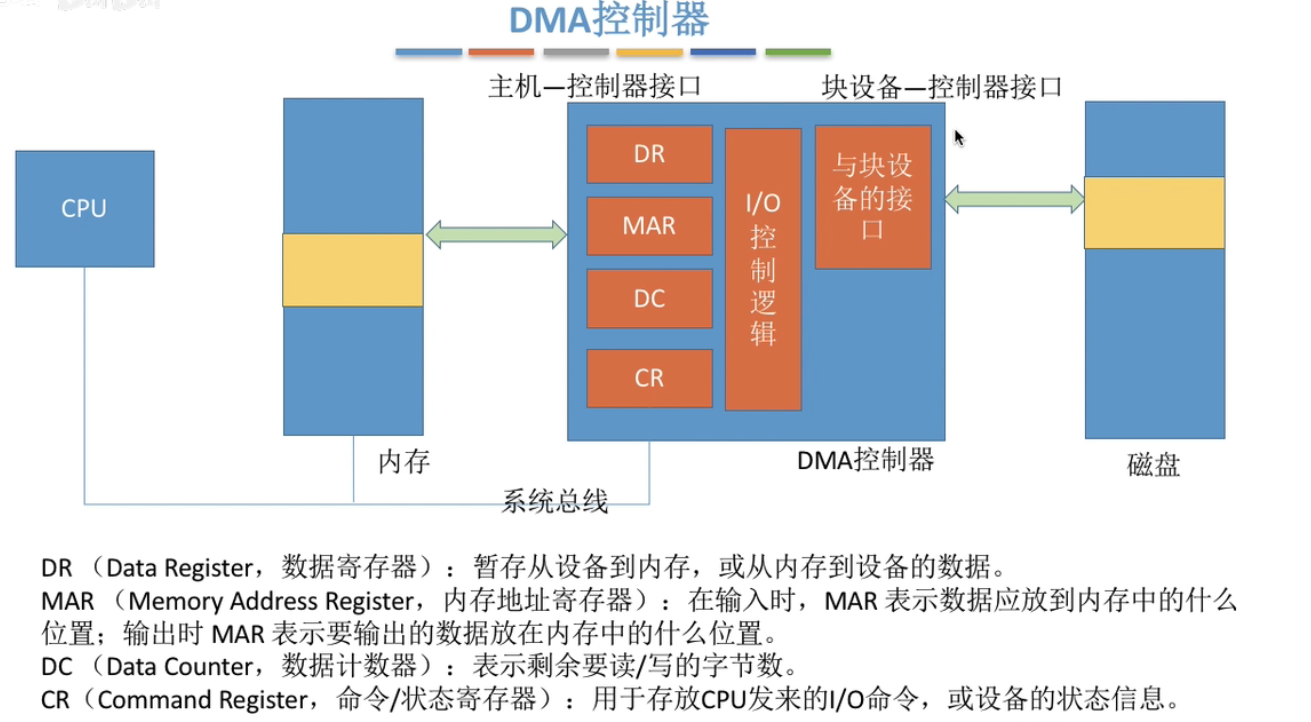 DMA控制器
主机—控制器接口
块设备—控制器接口
CPU
DR
MAR
DC
CR
I/O
控
制
逻
辑
与块设
备的接
口
内存
DMA控制器
磁盘
系统总线
DR （Data Register，数据寄存器）：暂存从设备到内存，或从内存到设备的数据。
MAR （Memory Address Register，内存地址寄存器）：在输入时，MAR 表示数据应放到内存中的什么
位置；输出时 MAR 表示要输出的数据放在内存中的什么位置。
DC （Data Counter，数据计数器）：表示剩余要读/写的字节数。
CR（Command Register，命令/状态寄存器）：用于存放CPU发来的I/O命令，或设备的状态信息。